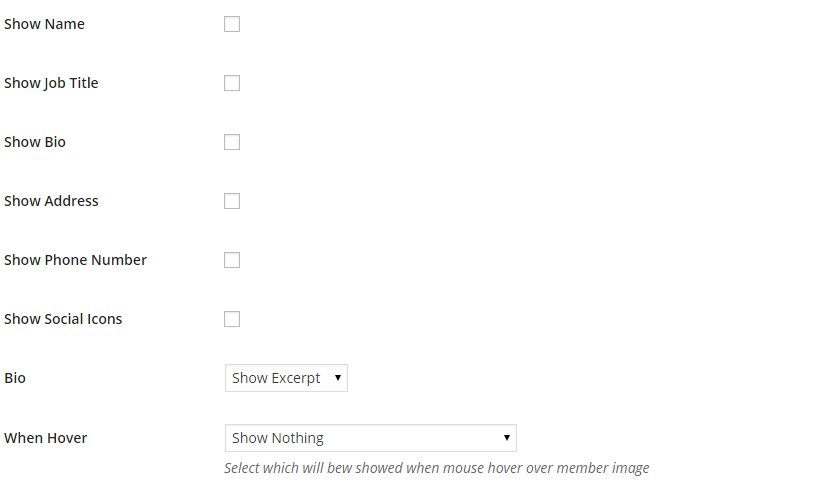 Show Name
Show Job Title
Show Bio
Show Address
Show Phone Number
Show Social Icons
Bio Show Excerpt
When Hover Show Nothing
Select which will bew showed when mouse hover over member image